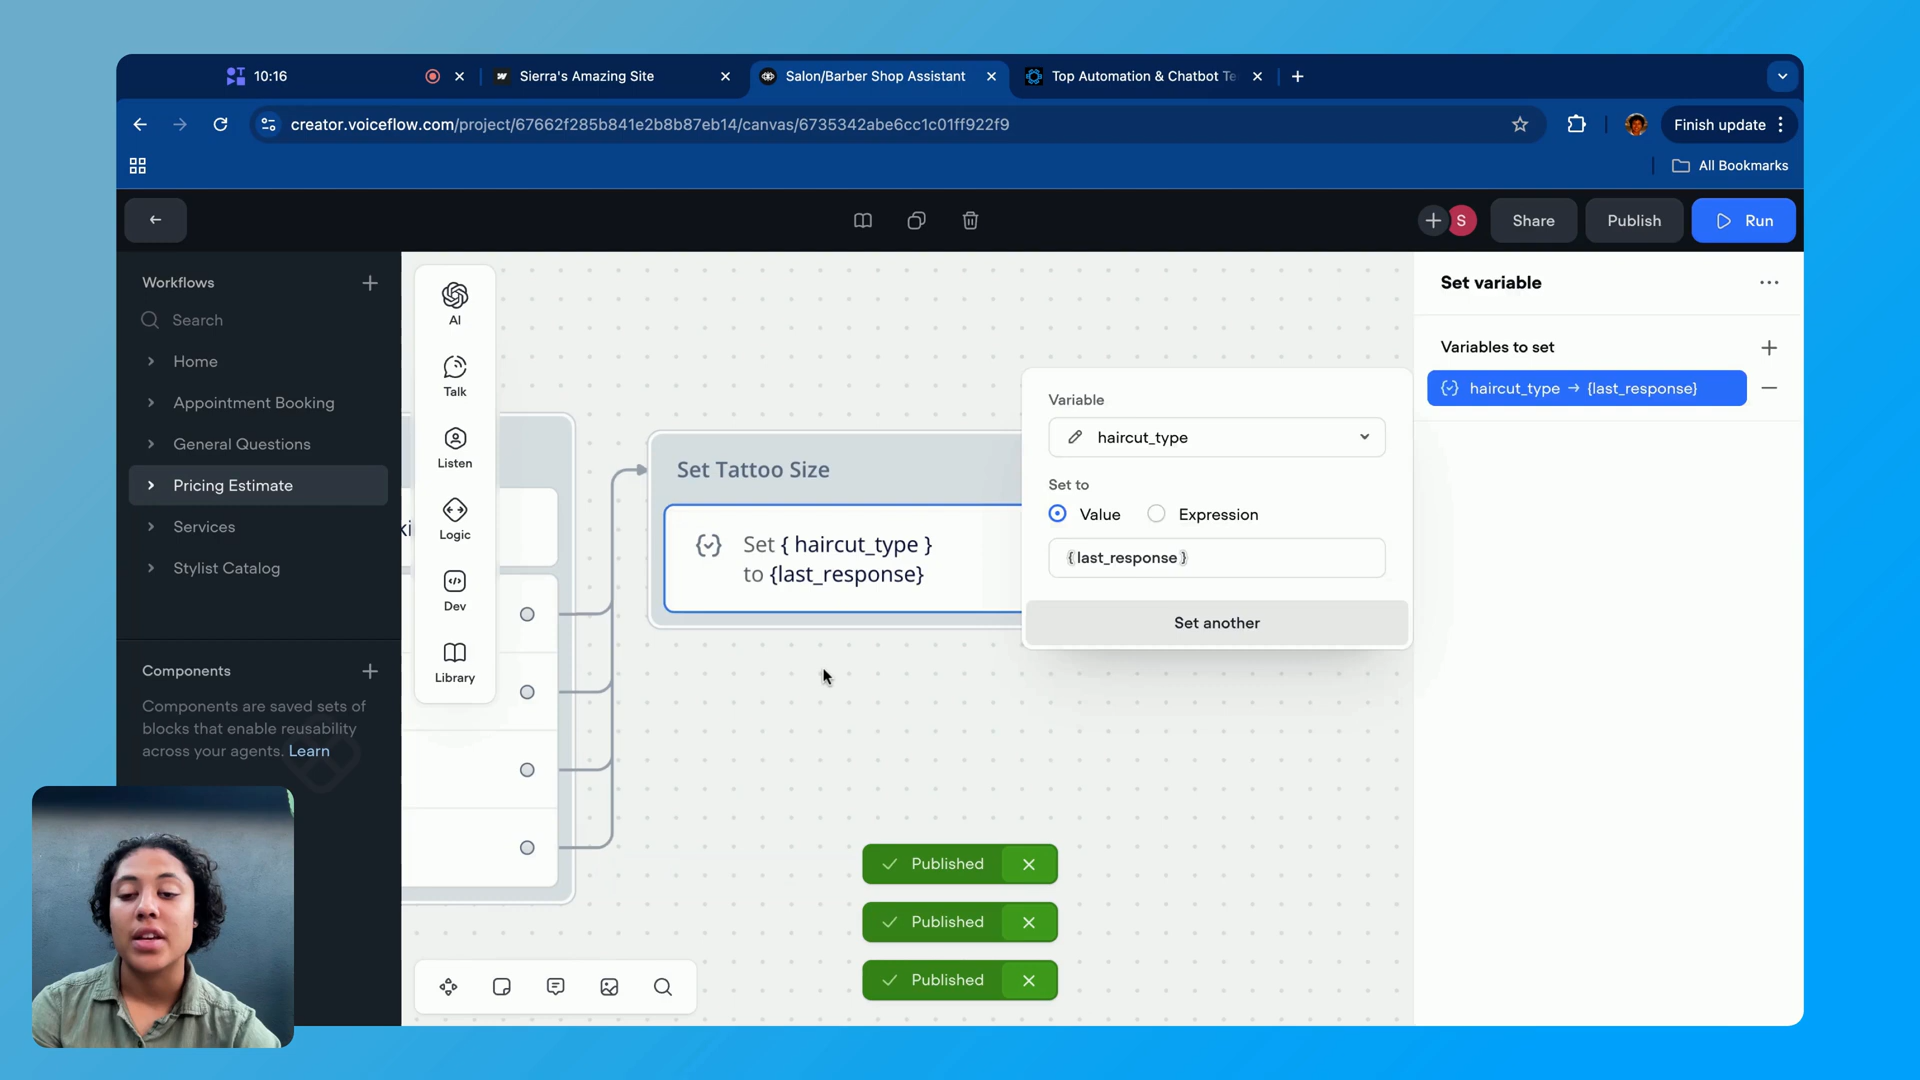 10:16
Sierra's Amazing Site
Salon/Barber Shop Assistant
Top Automation & Chatbot Te
creator.voiceflow.com/project/67662f285b841e2b8b87eb14/canvas/6735342abe6cc1c01ff922f9
Finish update
All Bookmarks
S
Share
Publish
Run
Workflows
Search
Home
Appointment Booking
General Questions
Pricing Estimate
Services
Stylist Catalog
Components
Components are saved sets of
blocks that enable reusability
across your agents. Learn
AI
Talk
Listen
Logic
Dev
Library
Set Tattoo Size
Set { haircut_type }
to {last_response}
Variable
haircut_type
Set to
Value
Expression
{last_response}
Set another
Set variable
Variables to set
haircut_type → {last_response}
Published
Published
Published